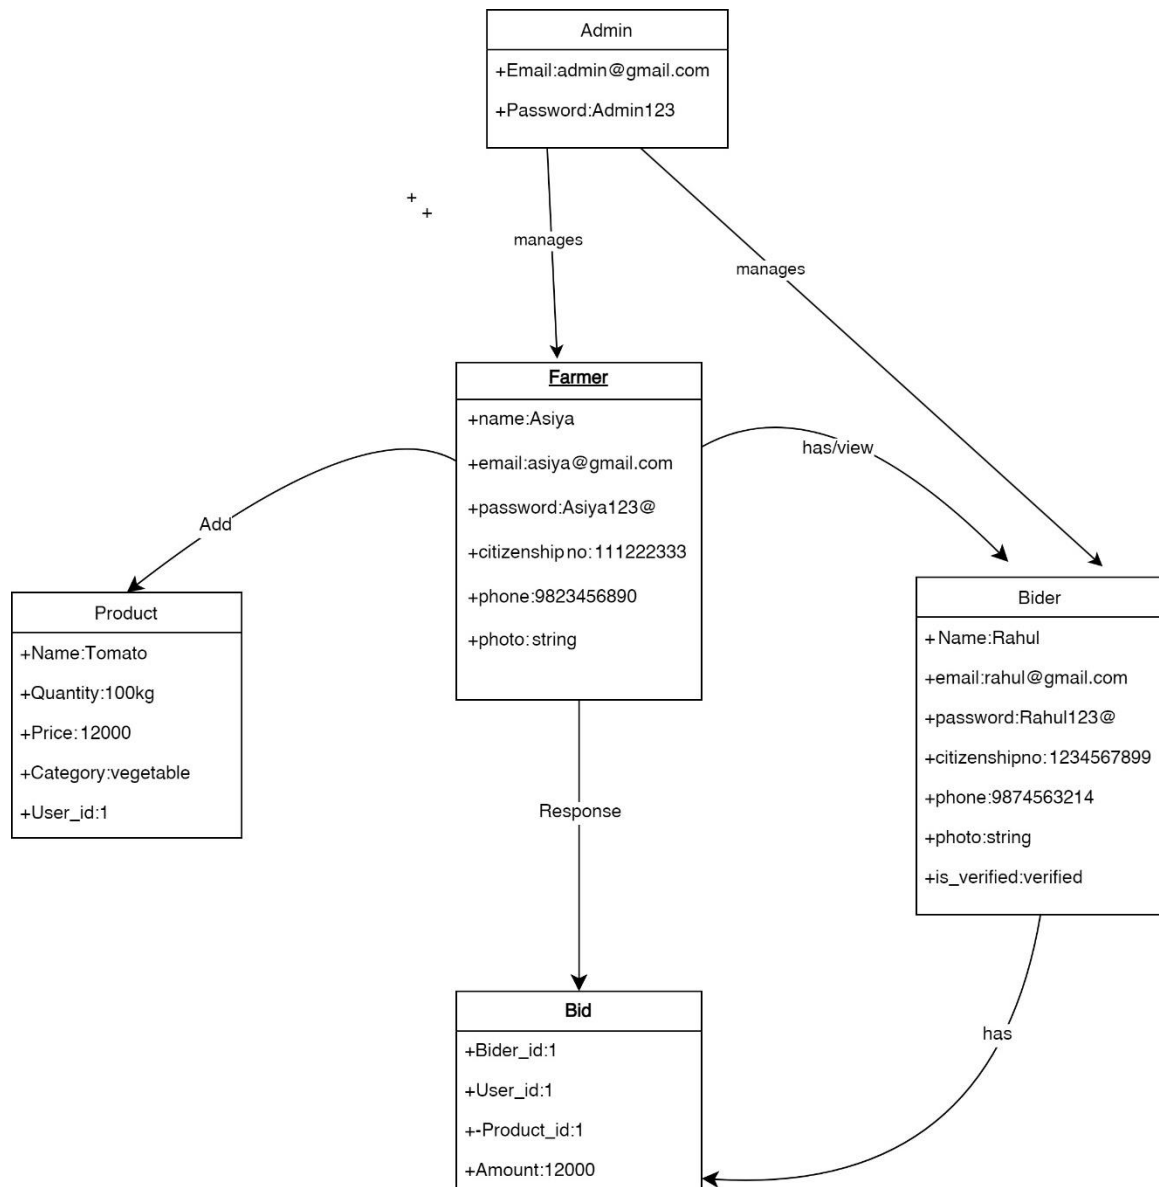 Admin
+Email:admin@gmail.com
+Password:Admin123
+
+
manages
manages
Farmer
+name:Asiya
+email:asiya@gmail.com
+password:Asiya123@
+citizenship no:111222333
+phone:9823456890
+photo:string
has/view
Add
Product
+Name:Tomato
+Quantity:100kg
+Price:12000
+Category:vegetable
+User_id:1
Bider
+Name:Rahul
+email:rahul@gmail.com
+password:Rahul123@
+citizenshipno:1234567899
+phone:9874563214
+photo:string
+is_verified:verified
Response
has
Bid
+Bider_id:1
+User_id:1
+-Product_id:1
+Amount:12000